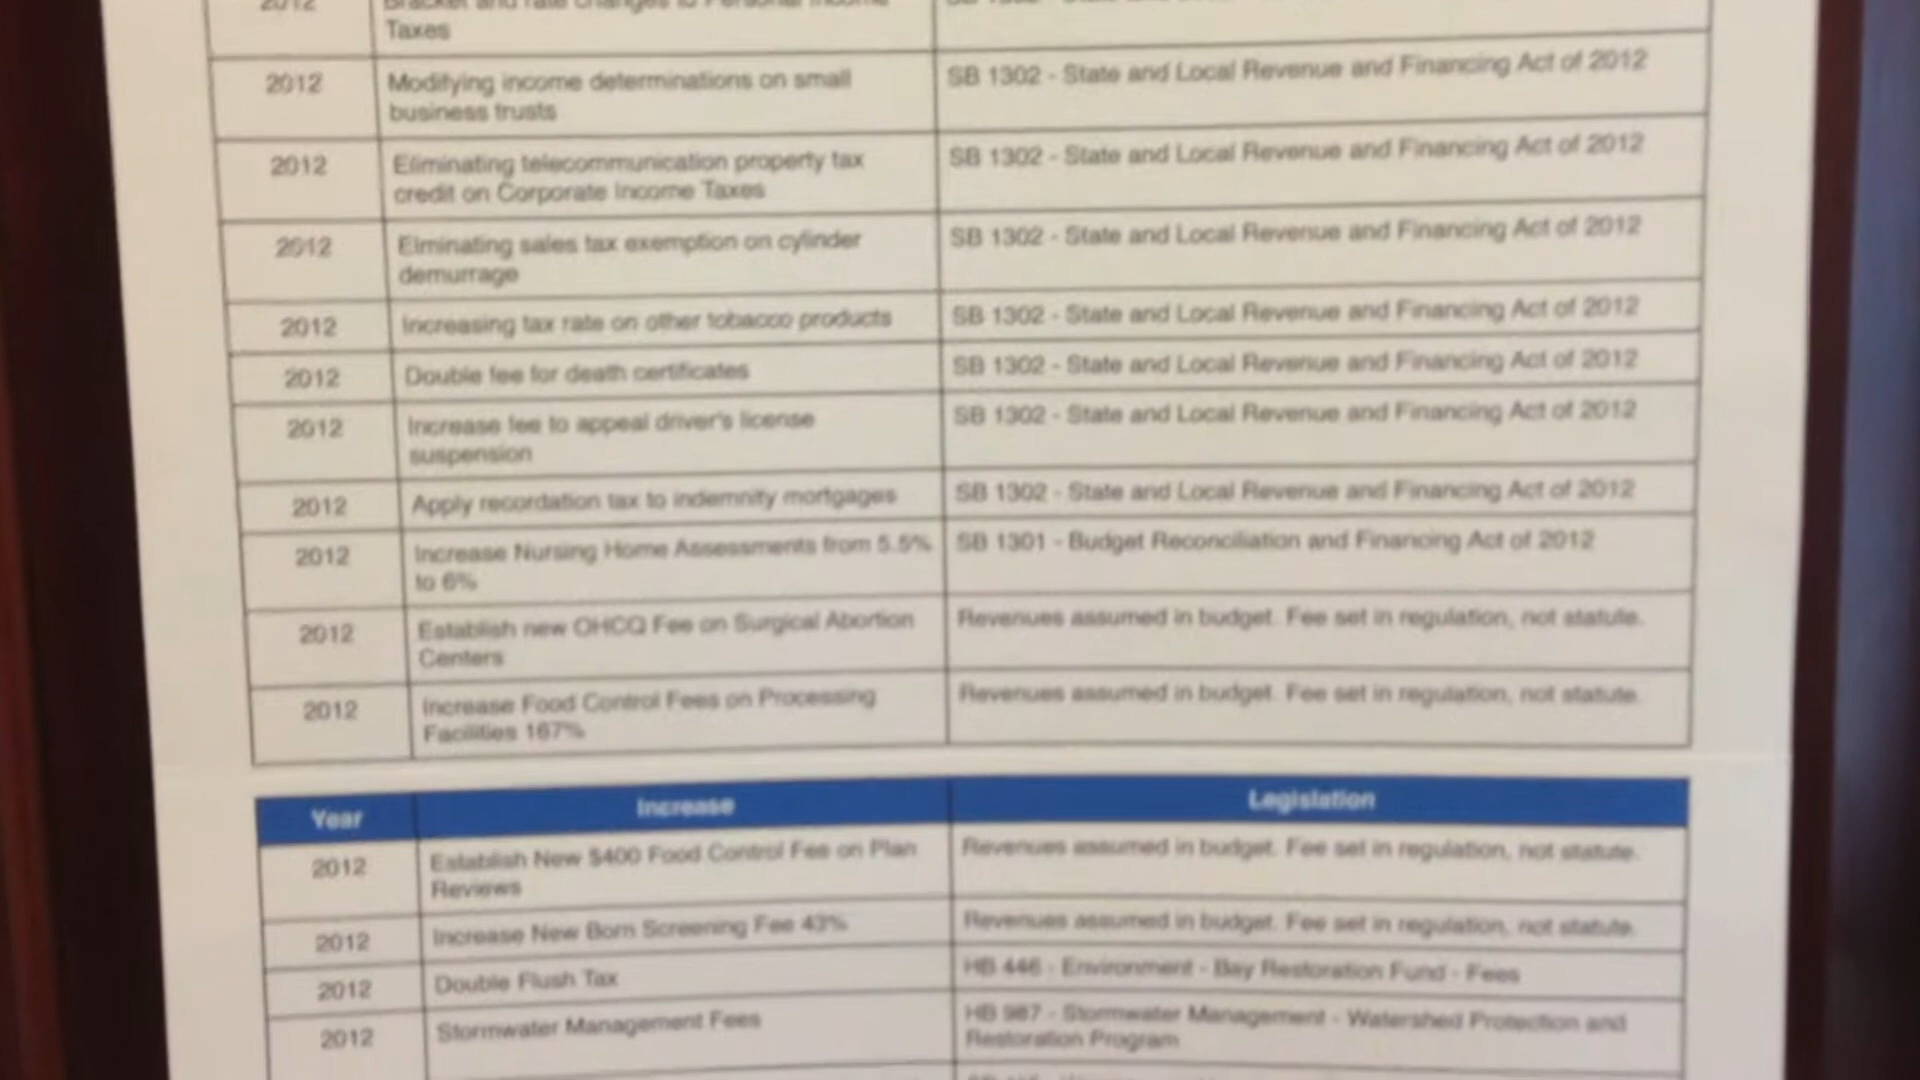 2012 Bracket and rate changes to Personal Income
Taxes
2012 Modifying income determinations on small SB 1302 - State and Local Revenue and Financing Act of 2012
business trusts
2012 Eliminating telecommunication property tax SB 1302 - State and Local Revenue and Financing Act of 2012
credit on Corporate Income Taxes
2012 Elminating sales tax exemption on cylinder SB 1302 - State and Local Revenue and Financing Act of 2012
demurrage
2012 Increasing tax rate on other tobacco products SB 1302 - State and Local Revenue and Financing Act of 2012
2012 Double fee for death certificates SB 1302 - State and Local Revenue and Financing Act of 2012
2012 Increase fee to appeal driver's license SB 1302 - State and Local Revenue and Financing Act of 2012
suspension
2012 Apply recordation tax to indemnity mortgages SB 1302 - State and Local Revenue and Financing Act of 2012
2012 Increase Nursing Home Assessments from 5.5% SB 1301 - Budget Reconciliation and Financing Act of 2012
to 6%
2012 Establish new OHCQ Fee on Surgical Abortion Revenues assumed in budget. Fee set in regulation, not statute.
Centers
2012 Increase Food Control Fees on Processing Revenues assumed in budget. Fee set in regulation, not statute.
Facilities 167%
Year Increase Legislation
2012 Establish New $400 Food Control Fee on Plan Revenues assumed in budget. Fee set in regulation, not statute.
Reviews
2012 Increase New Born Screening Fee 43% Revenues assumed in budget. Fee set in regulation, not statute.
2012 Double Flush Tax HB 446 - Environment - Bay Restoration Fund - Fees
2012 Stormwater Management Fees HB 987 - Stormwater Management - Watershed Protection and
Restoration Program